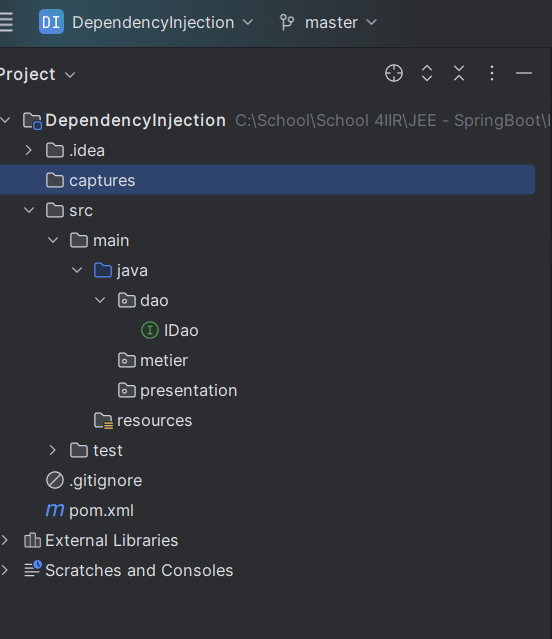 DI DependencyInjection master
Project
DependencyInjection C:\School\School 4IIR\JEE - SpringBoot\
.idea
captures
src
main
java
dao
I IDao
metier
presentation
resources
test
.gitignore
m pom.xml
External Libraries
Scratches and Consoles